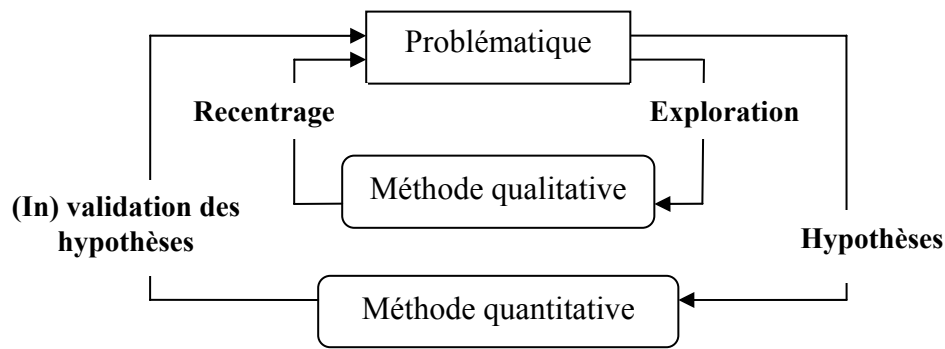 Problématique
Recentrage
Exploration
Méthode qualitative
(In) validation des
hypothèses
Hypothèses
Méthode quantitative